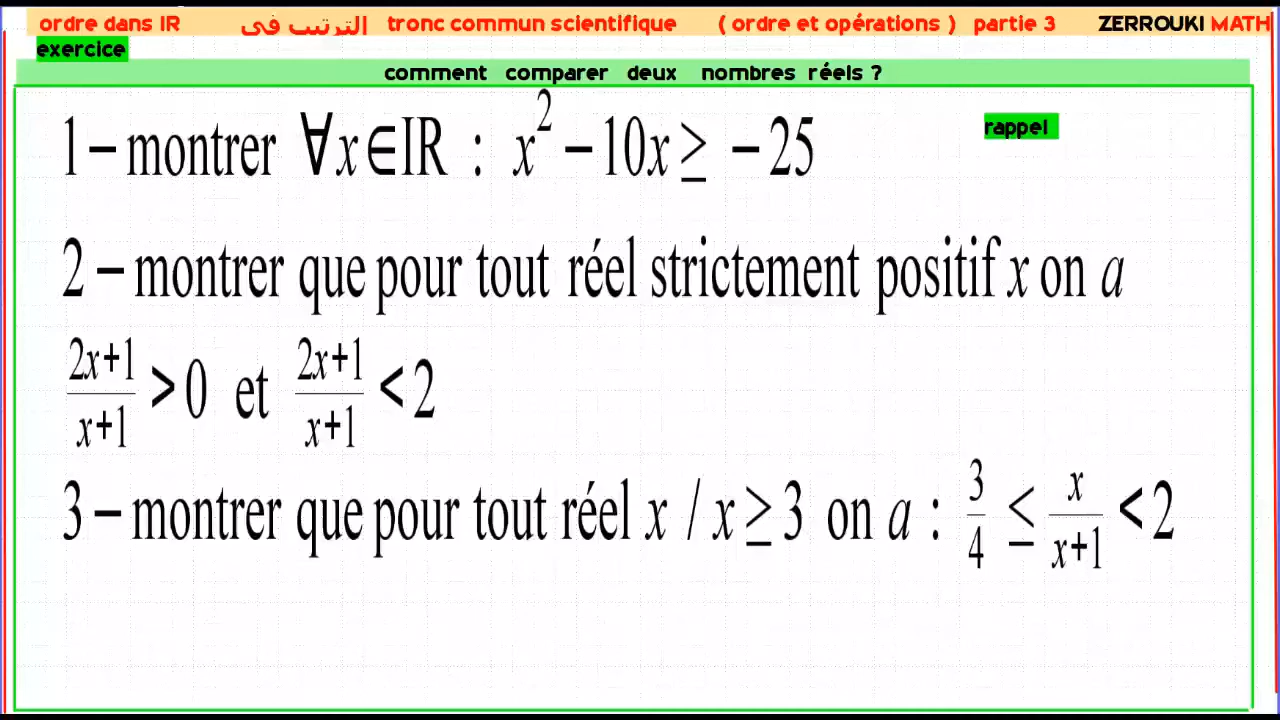 ordre dans IR الترتيب في tronc commun scientifique ( ordre et opérations ) partie 3 ZERROUKI MATH
exercice
comment comparer deux nombres réels ?
rappel
1 – montrer ∀x∈IR : x² – 10x ≥ – 25
2 – montrer que pour tout réel strictement positif x on a
(2x+1)/(x+1) > 0 et (2x+1)/(x+1) < 2
3 – montrer que pour tout réel x / x ≥ 3 on a : 3/4 ≤ x/(x+1) < 2